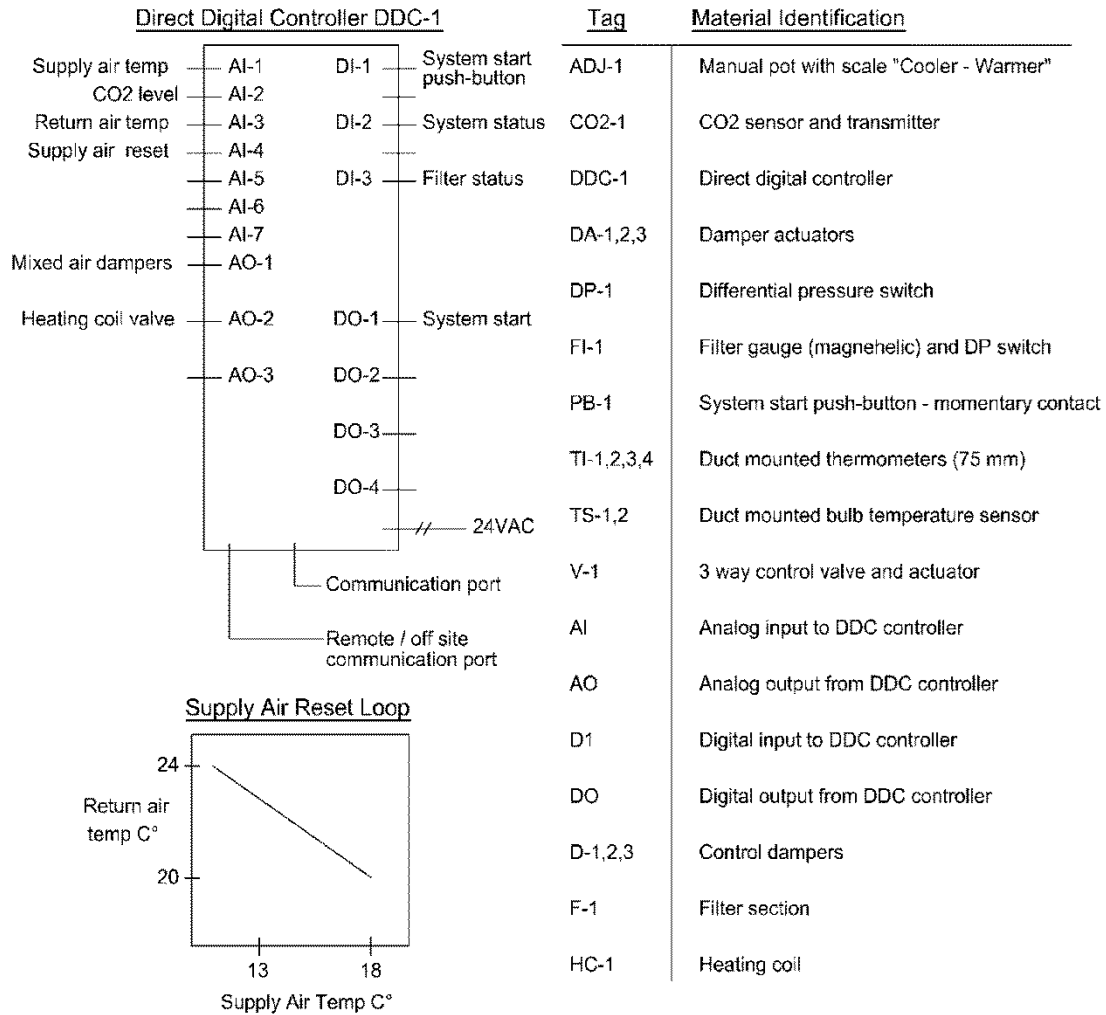 Direct Digital Controller DDC-1
Supply air temp
CO2 level
Return air temp
Supply air reset
Mixed air dampers
Heating coil valve
AI-1
AI-2
AI-3
AI-4
AI-5
AI-6
AI-7
AO-1
AO-2
AO-3
DI-1
DI-2
DI-3
DO-1
DO-2
DO-3
DO-4
System start
push-button
System status
Filter status
System start
24VAC
Communication port
Remote / off site
communication port
Supply Air Reset Loop
24
Return air
temp C°
20
13 18
Supply Air Temp C°
Tag Material Identification
ADJ-1 Manual pot with scale "Cooler - Warmer"
CO2-1 CO2 sensor and transmitter
DDC-1 Direct digital controller
DA-1,2,3 Damper actuators
DP-1 Differential pressure switch
FI-1 Filter gauge (magnehelic) and DP switch
PB-1 System start push-button - momentary contact
TI-1,2,3,4 Duct mounted thermometers (75 mm)
TS-1,2 Duct mounted bulb temperature sensor
V-1 3 way control valve and actuator
AI Analog input to DDC controller
AO Analog output from DDC controller
D1 Digital input to DDC controller
DO Digital output from DDC controller
D-1,2,3 Control dampers
F-1 Filter section
HC-1 Heating coil